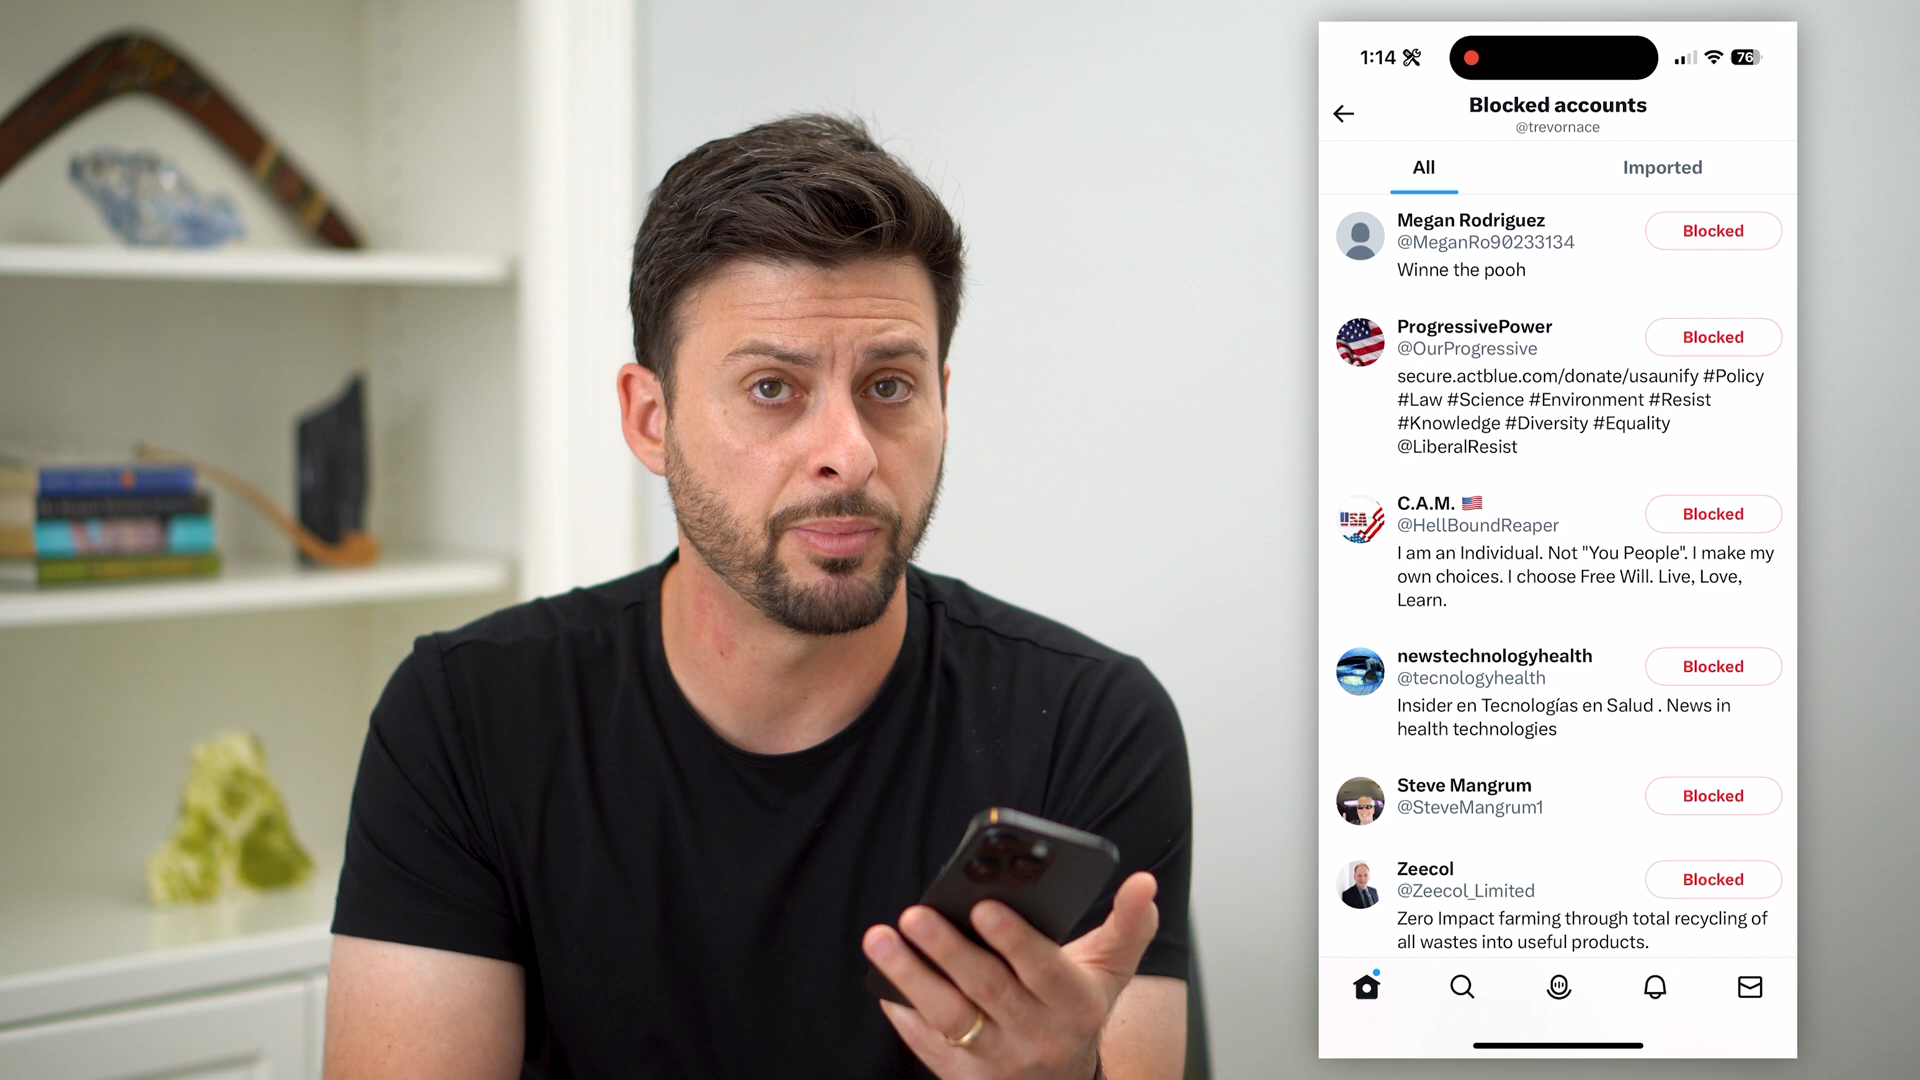 1:14
76
Blocked accounts
@trevornace
All
Imported
Megan Rodriguez
@MeganRo90233134
Blocked
Winne the pooh
ProgressivePower
@OurProgressive
Blocked
secure.actblue.com/donate/usaunify #Policy
#Law #Science #Environment #Resist
#Knowledge #Diversity #Equality
@LiberalResist
USA
C.A.M.
@HellBoundReaper
Blocked
I am an Individual. Not "You People". I make my
own choices. I choose Free Will. Live, Love,
Learn.
newstechnologyhealth
@tecnologyhealth
Blocked
Insider en Tecnologías en Salud . News in
health technologies
Steve Mangrum
@SteveMangrum1
Blocked
Zeecol
@Zeecol_Limited
Blocked
Zero Impact farming through total recycling of
all wastes into useful products.